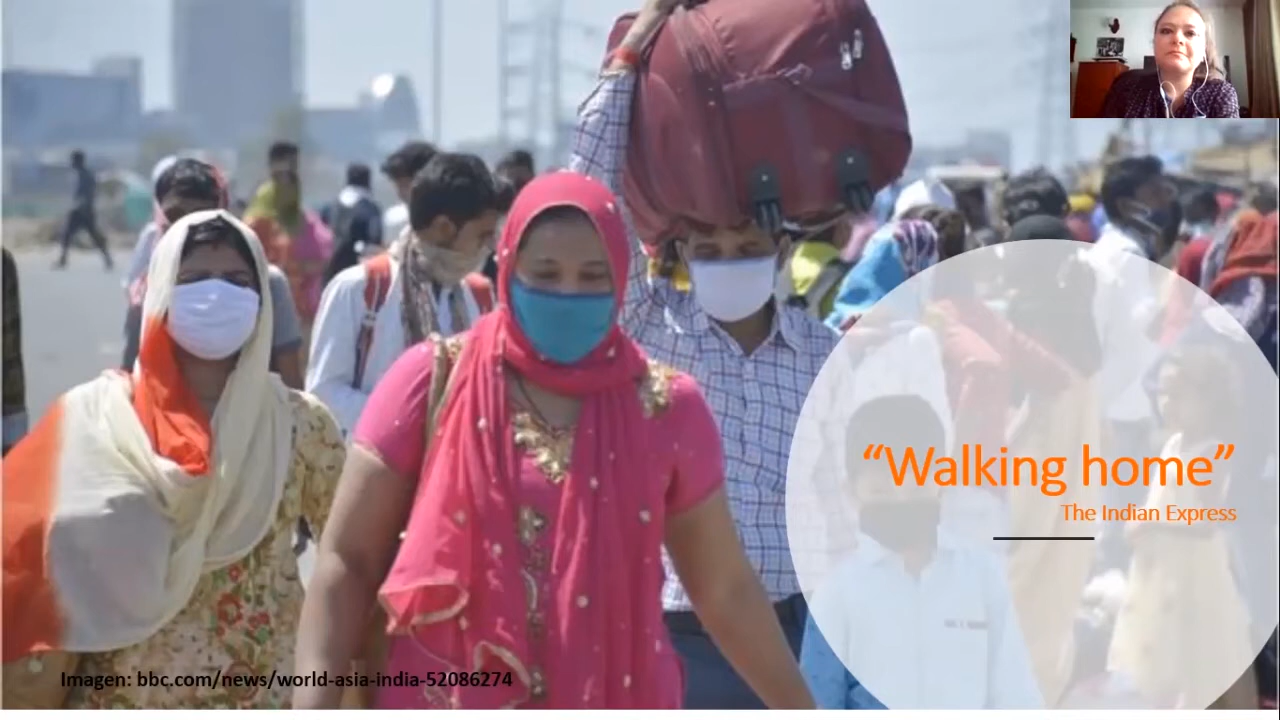 “Walking home”
The Indian Express
Imagen: bbc.com/news/world-asia-india-52086274